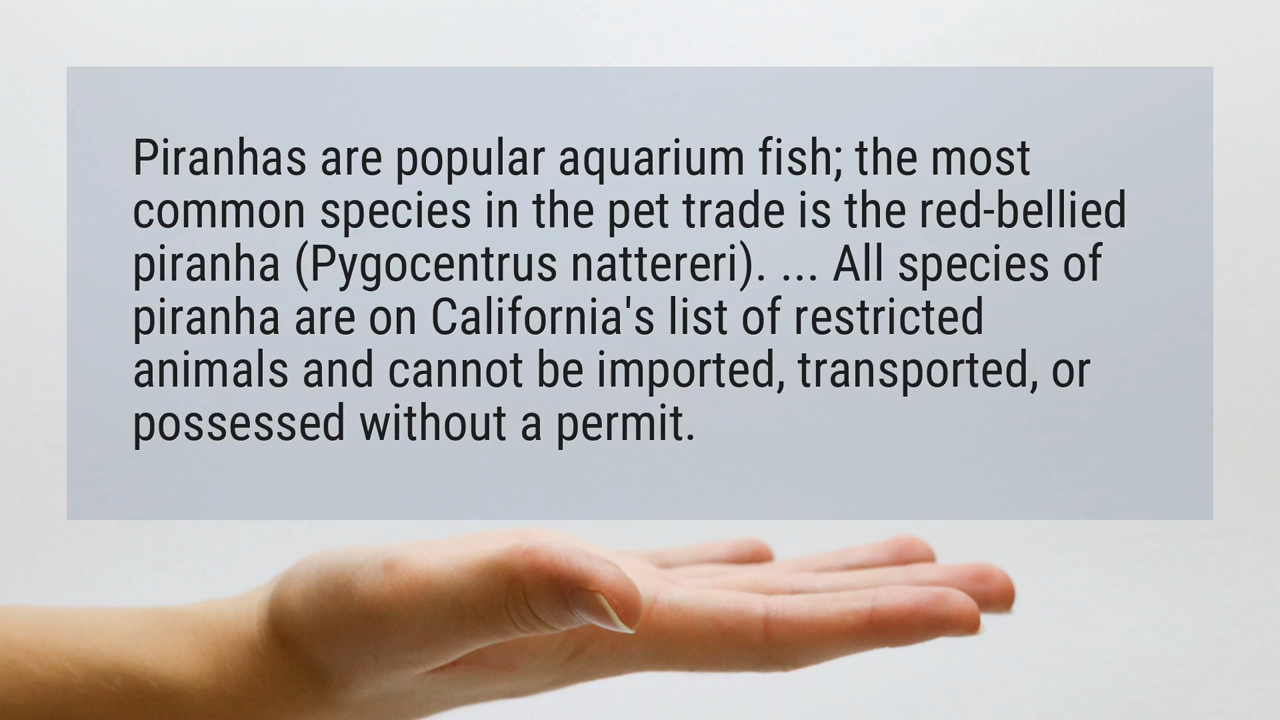 Piranhas are popular aquarium fish; the most
common species in the pet trade is the red-bellied
piranha (Pygocentrus nattereri). ... All species of
piranha are on California's list of restricted
animals and cannot be imported, transported, or
possessed without a permit.